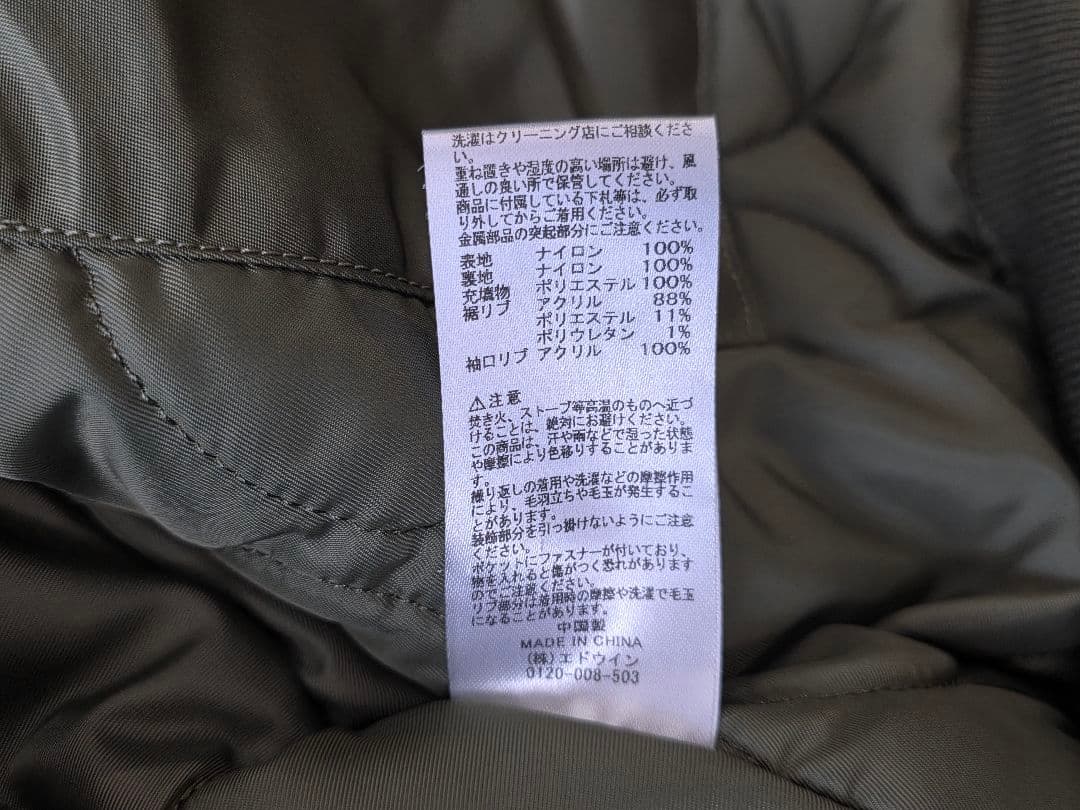 洗濯はクリーニング店にご相談くださ
い。
重ね置きや湿度の高い場所は避け、風
通しの良い所で保管してください。
商品に付属している下札等は、必ず取
り外してからご着用ください。
金属部品の突起部分にご注意ください。
表地 ナイロン 100%
裏地 ナイロン 100%
充填物 ポリエステル 100%
裾リブ アクリル 88%
ポリエステル 11%
ポリウレタン 1%
袖口リブ アクリル 100%
⚠注意
焚き火、ストーブ等高温のものへ近づ
けることは、絶対にお避けください。
この商品は、汗や雨などで湿った状態
や摩擦により色移りすることがありま
す。
繰り返しの着用や洗濯などの摩擦作用
により、毛羽立ちや毛玉が発生するこ
とがあります。
装飾部分を引っ掛けないようにご注意
ください。
ポケットにファスナーが付いており、
物を入れると傷がつく恐れがあります
のでご注意ください。
リブ部分は着用時の摩擦や洗濯で毛玉
になることがあります。
中国製
MADE IN CHINA
(株)エドウイン
0120-008-503